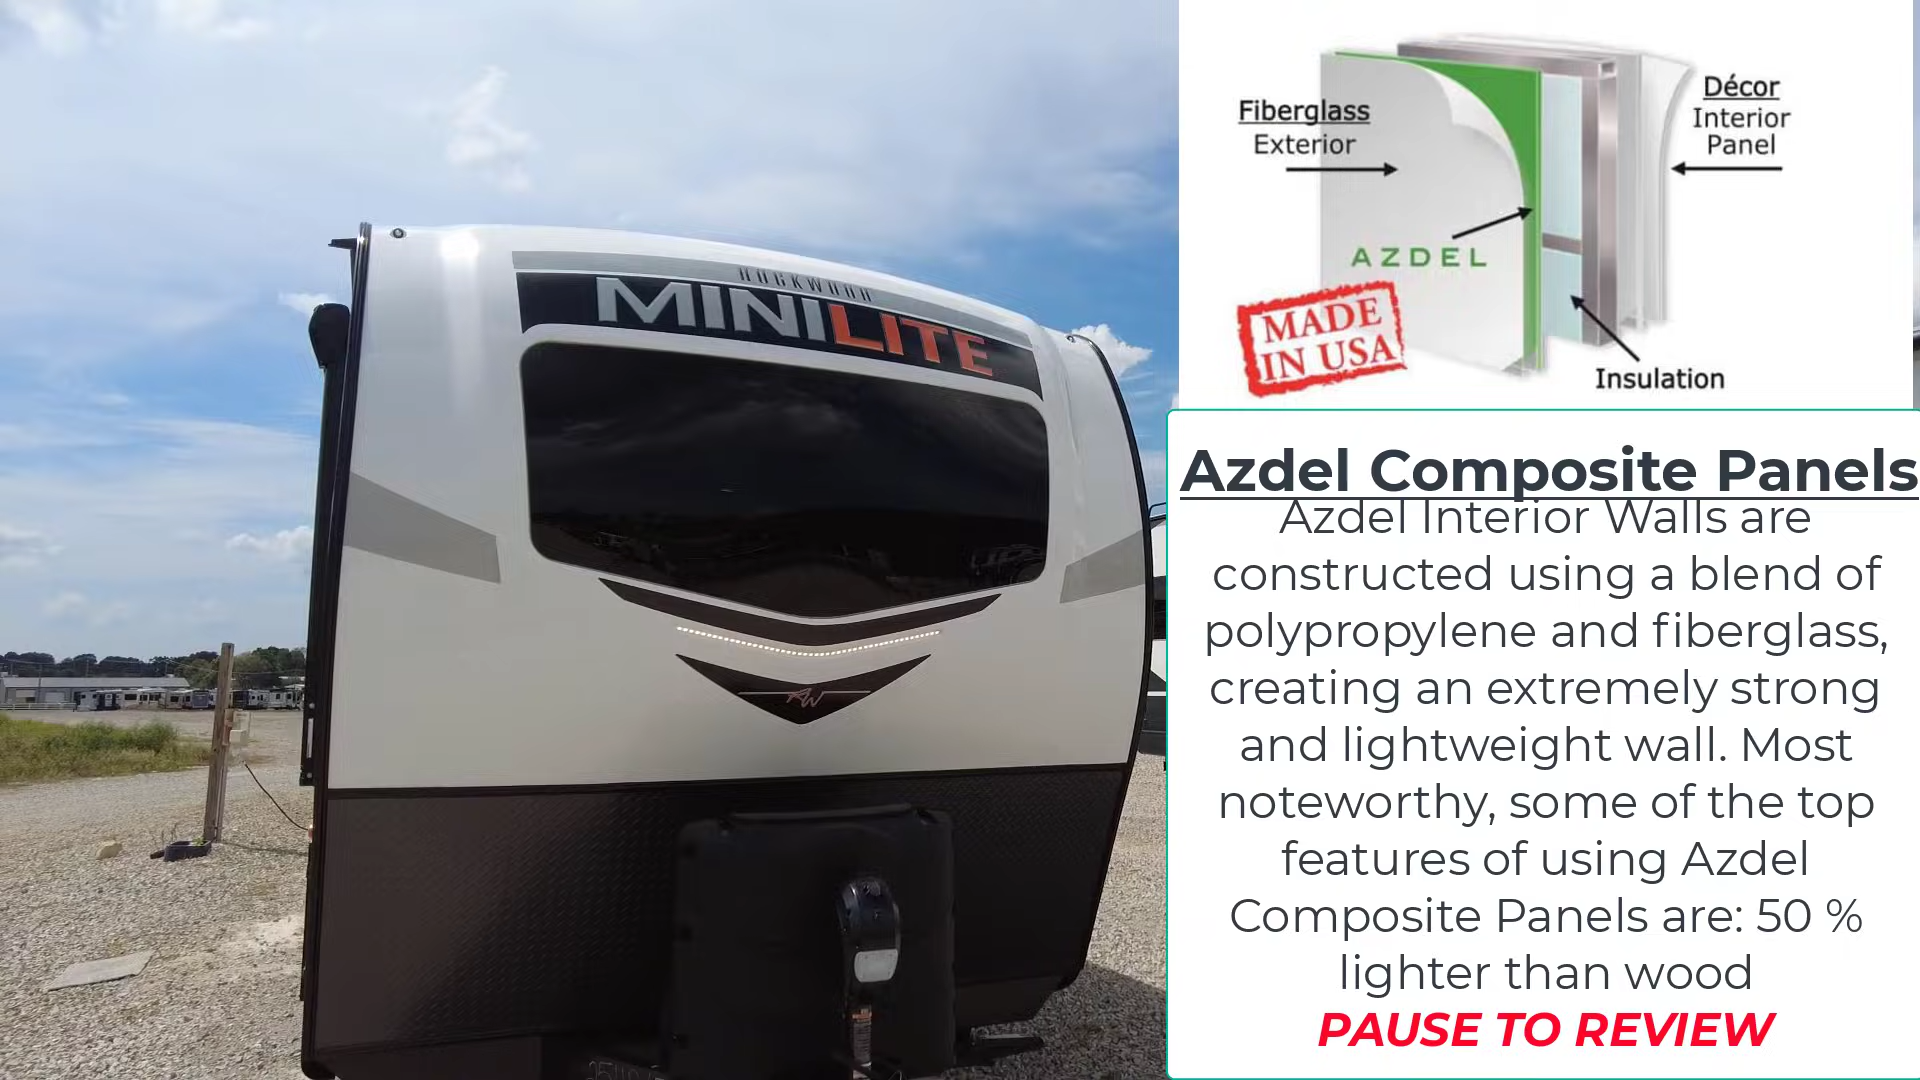 ROCKWOOD
MINILITE
RW
Fiberglass
Exterior
Décor
Interior
Panel
AZDEL
MADE
IN USA
Insulation
Azdel Composite Panels
Azdel Interior Walls are
constructed using a blend of
polypropylene and fiberglass,
creating an extremely strong
and lightweight wall. Most
noteworthy, some of the top
features of using Azdel
Composite Panels are: 50 %
lighter than wood
PAUSE TO REVIEW